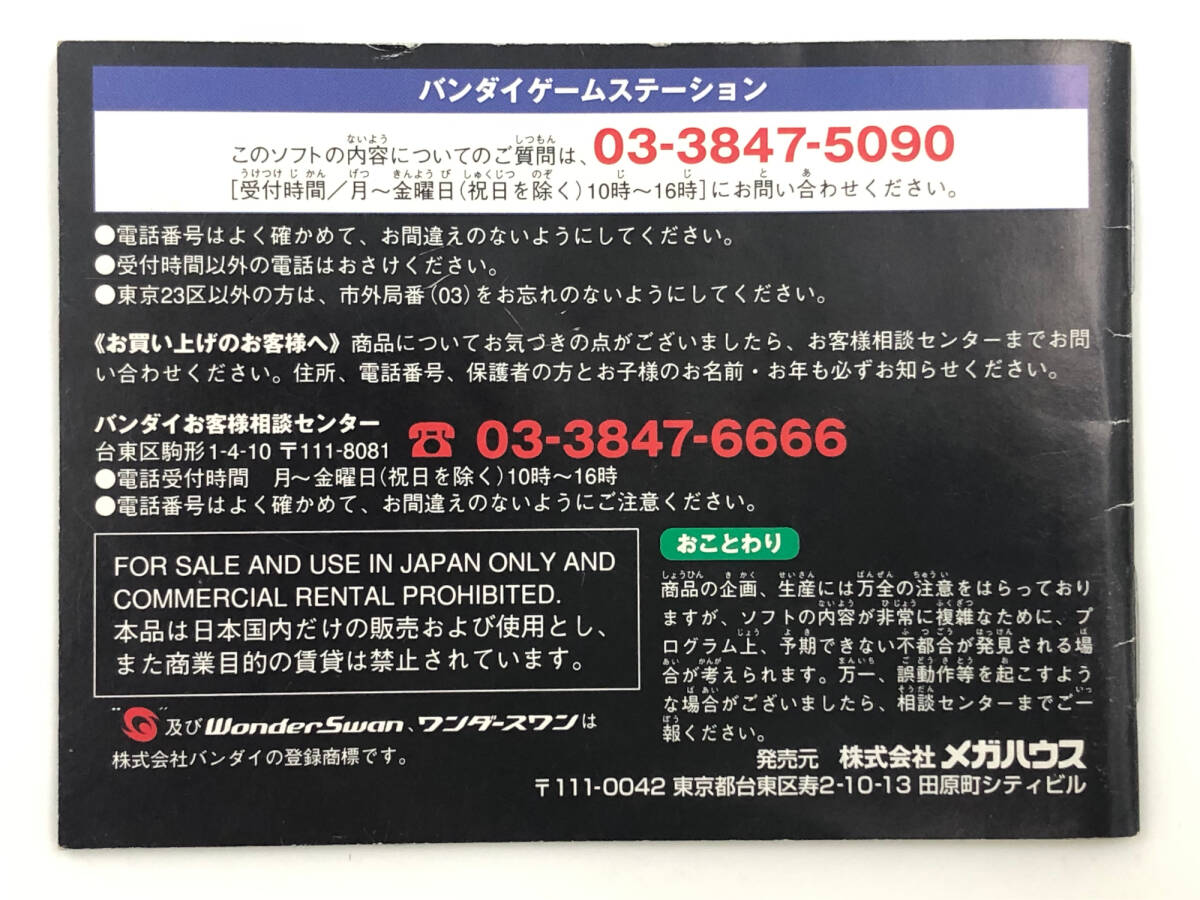 バンダイゲームステーション
このソフトの内容についてのご質問は、03-3847-5090
[受付時間／月〜金曜日(祝日を除く)10時〜16時]にお問い合わせください。
●電話番号はよく確かめて、お間違えのないようにしてください。
●受付時間以外の電話はおさけください。
●東京23区以外の方は、市外局番(03)をお忘れのないようにしてください。
《お買い上げのお客様へ》商品についてお気づきの点がございましたら、お客様相談センターまでお問
い合わせください。住所、電話番号、保護者の方とお子様のお名前・お年も必ずお知らせください。
バンダイお客様相談センター
台東区駒形1-4-10 〒111-8081
☎ 03-3847-6666
●電話受付時間 月〜金曜日(祝日を除く)10時〜16時
●電話番号はよく確かめて、お間違えのないようにご注意ください。
FOR SALE AND USE IN JAPAN ONLY AND
COMMERCIAL RENTAL PROHIBITED.
本品は日本国内だけの販売および使用とし、
また商業目的の賃貸は禁止されています。
" "及びWonderSwan、ワンダースワンは
株式会社バンダイの登録商標です。
おことわり
商品の企画、生産には万全の注意をはらっており
ますが、ソフトの内容が非常に複雑なために、プ
ログラム上、予期できない不都合が発見される場
合が考えられます。万一、誤動作等を起こすよう
な場合がございましたら、相談センターまでご一
報ください。
発売元 株式会社 メガハウス
〒111-0042 東京都台東区寿2-10-13 田原町シティビル